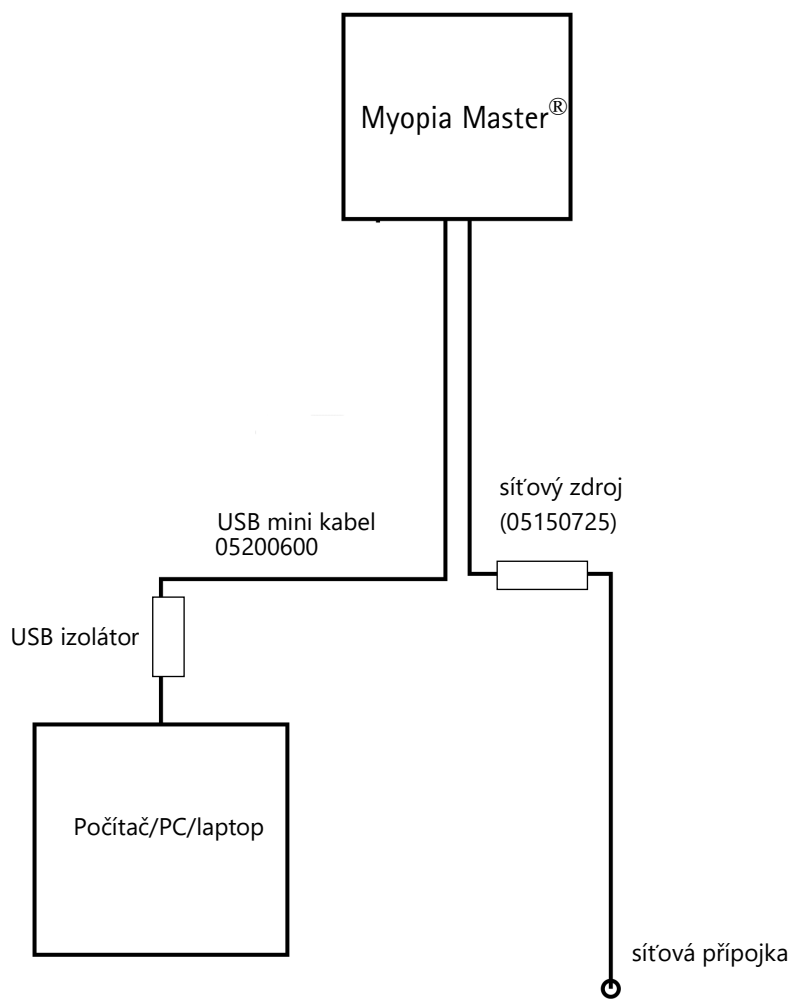 Myopia Master®
síťový zdroj
(05150725)
USB mini kabel
05200600
USB izolátor
Počítač/PC/laptop
síťová přípojka